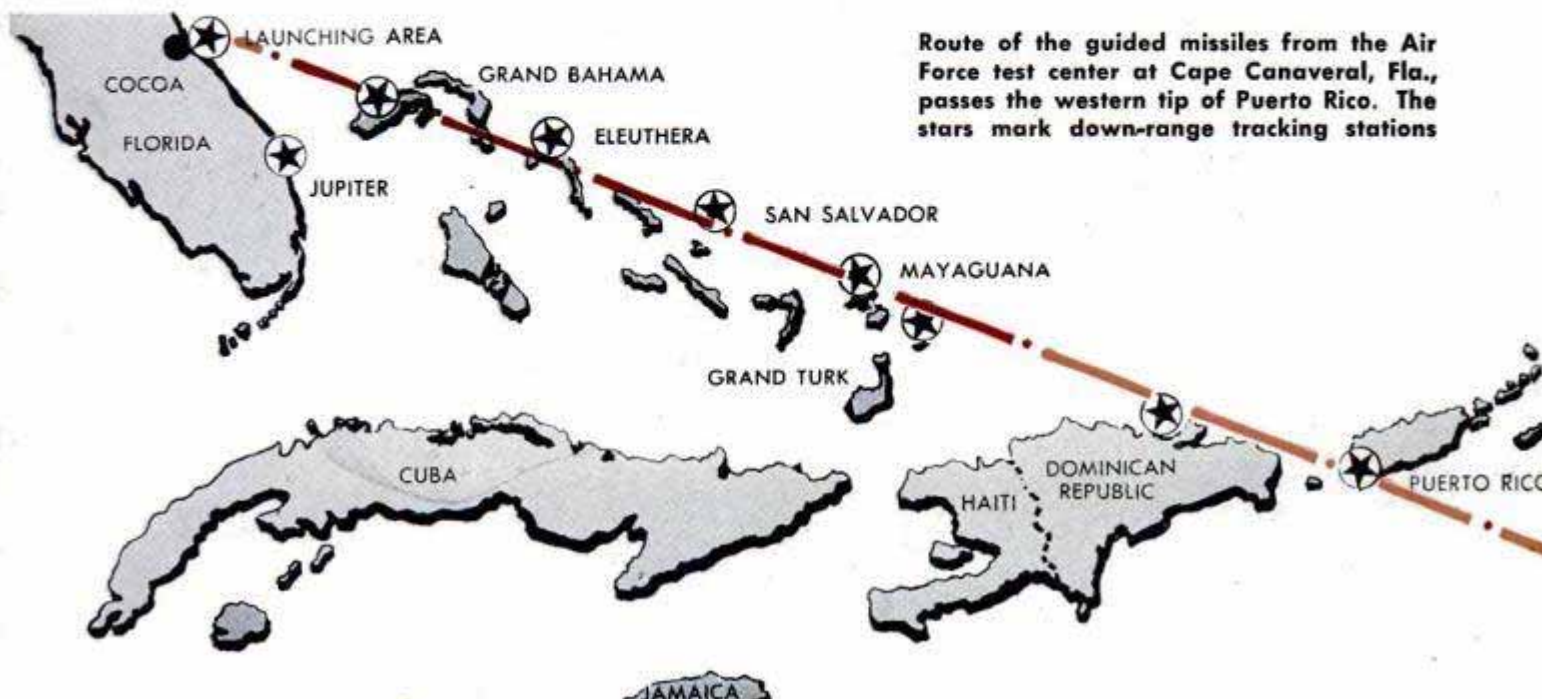 LAUNCHING AREA
COCOA
FLORIDA
JUPITER
GRAND BAHAMA
ELEUTHERA
SAN SALVADOR
MAYAGUANA
GRAND TURK
Route of the guided missiles from the Air
Force test center at Cape Canaveral, Fla.,
passes the western tip of Puerto Rico. The
stars mark down-range tracking stations
CUBA
HAITI
DOMINICAN
REPUBLIC
PUERTO RICO
JAMAICA